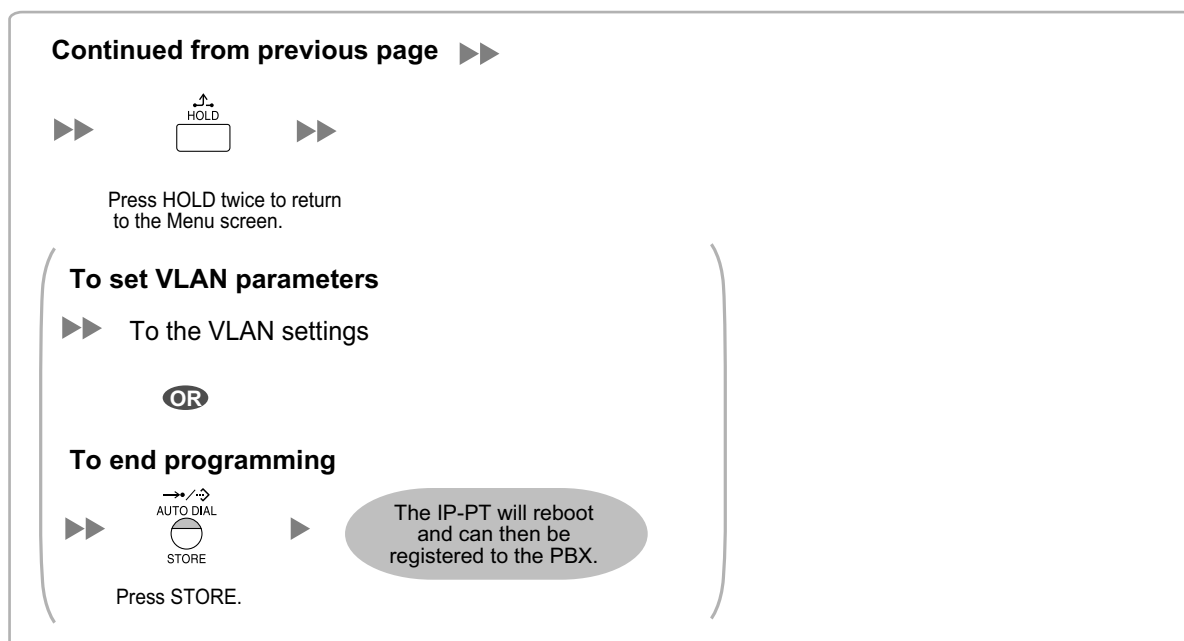 Continued from previous page
HOLD
Press HOLD twice to return
to the Menu screen.
To set VLAN parameters
To the VLAN settings
OR
To end programming
AUTO DIAL
STORE
The IP-PT will reboot
and can then be
registered to the PBX.
Press STORE.